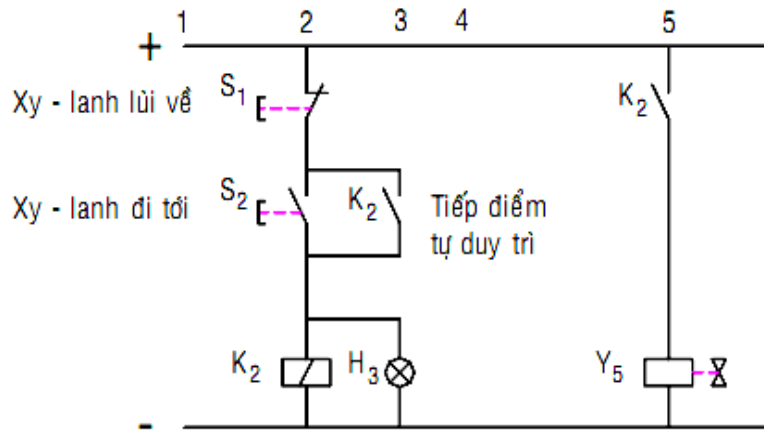 1 2 3 4 5
+
S1
Xy - lanh lùi về
K2
S2
K2
Xy - lanh đi tới
Tiếp điểm
tự duy trì
K2
H3
Y5
-